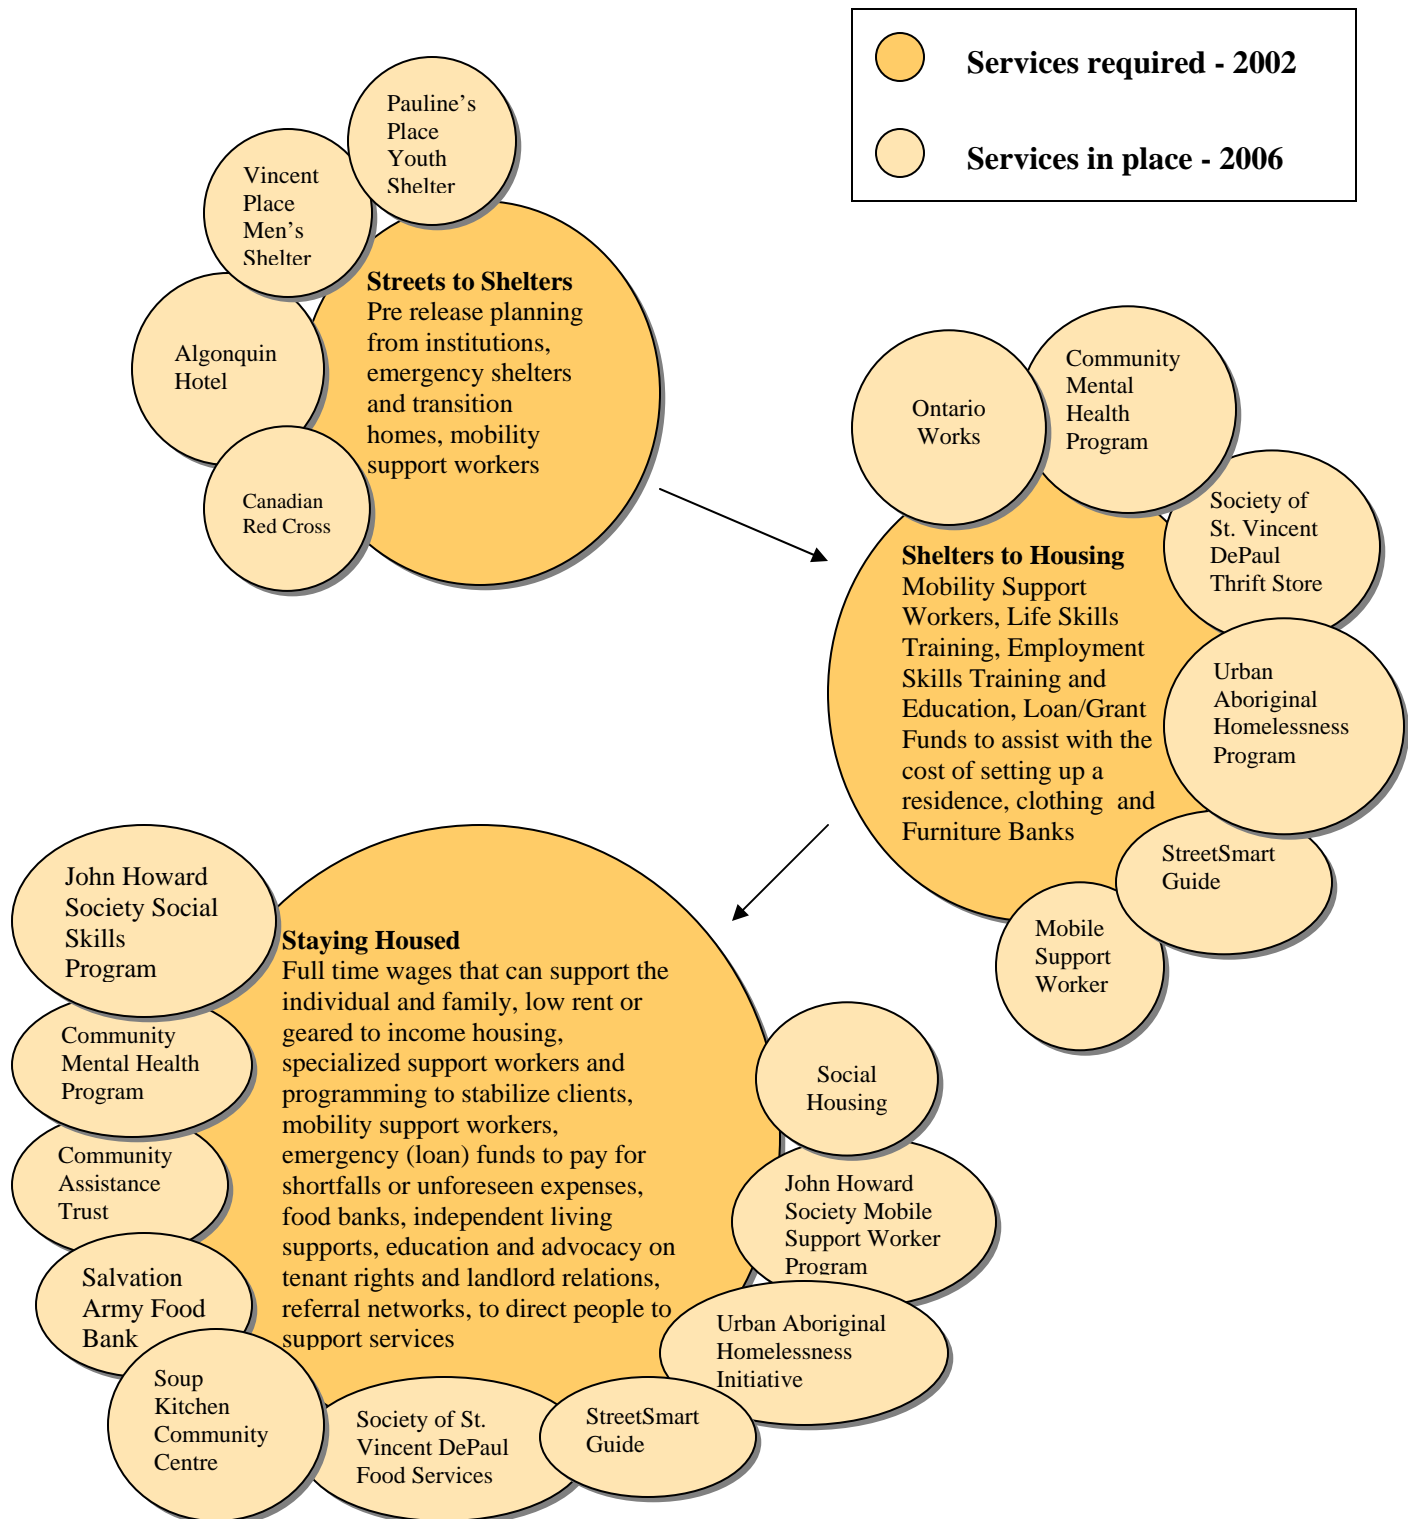 Services required - 2002
Services in place - 2006
Pauline’s
Place
Youth
Shelter
Vincent
Place
Men’s
Shelter
Algonquin
Hotel
Canadian
Red Cross
Streets to Shelters
Pre release planning
from institutions,
emergency shelters
and transition
homes, mobility
support workers
Ontario
Works
Community
Mental
Health
Program
Society of
St. Vincent
DePaul
Thrift Store
Urban
Aboriginal
Homelessness
Program
StreetSmart
Guide
Mobile
Support
Worker
Shelters to Housing
Mobility Support
Workers, Life Skills
Training, Employment
Skills Training and
Education, Loan/Grant
Funds to assist with the
cost of setting up a
residence, clothing  and
Furniture Banks
John Howard
Society Social
Skills
Program
Community
Mental Health
Program
Community
Assistance
Trust
Salvation
Army Food
Bank
Soup
Kitchen
Community
Centre
Society of St.
Vincent DePaul
Food Services
StreetSmart
Guide
Urban Aboriginal
Homelessness
Initiative
John Howard
Society Mobile
Support Worker
Program
Social
Housing
Staying Housed
Full time wages that can support the
individual and family, low rent or
geared to income housing,
specialized support workers and
programming to stabilize clients,
mobility support workers,
emergency (loan) funds to pay for
shortfalls or unforeseen expenses,
food banks, independent living
supports, education and advocacy on
tenant rights and landlord relations,
referral networks, to direct people to
support services